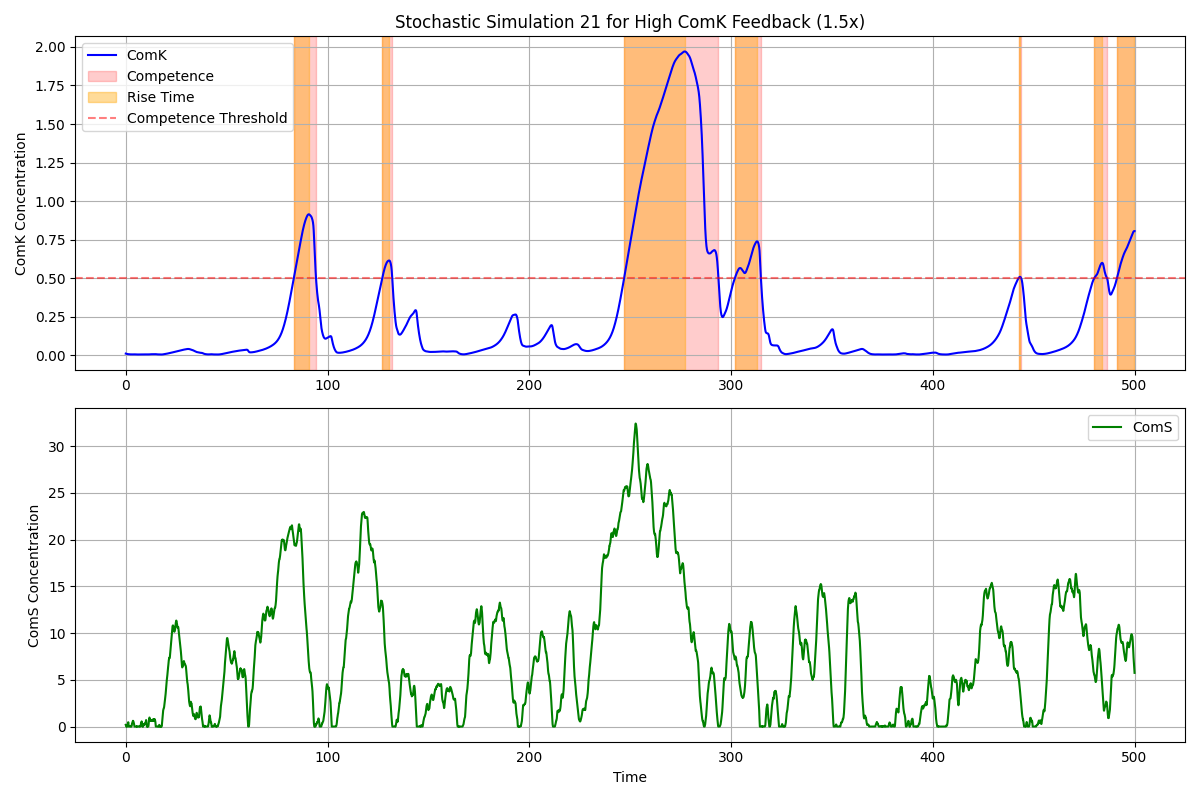 Stochastic Simulation 21 for High ComK Feedback (1.5x)
ComK Concentration
2.00
1.75
1.50
1.25
1.00
0.75
0.50
0.25
0.00
ComK
Competence
Rise Time
Competence Threshold
0 100 200 300 400 500
ComS Concentration
30
25
20
15
10
5
0
ComS
0 100 200 300 400 500
Time